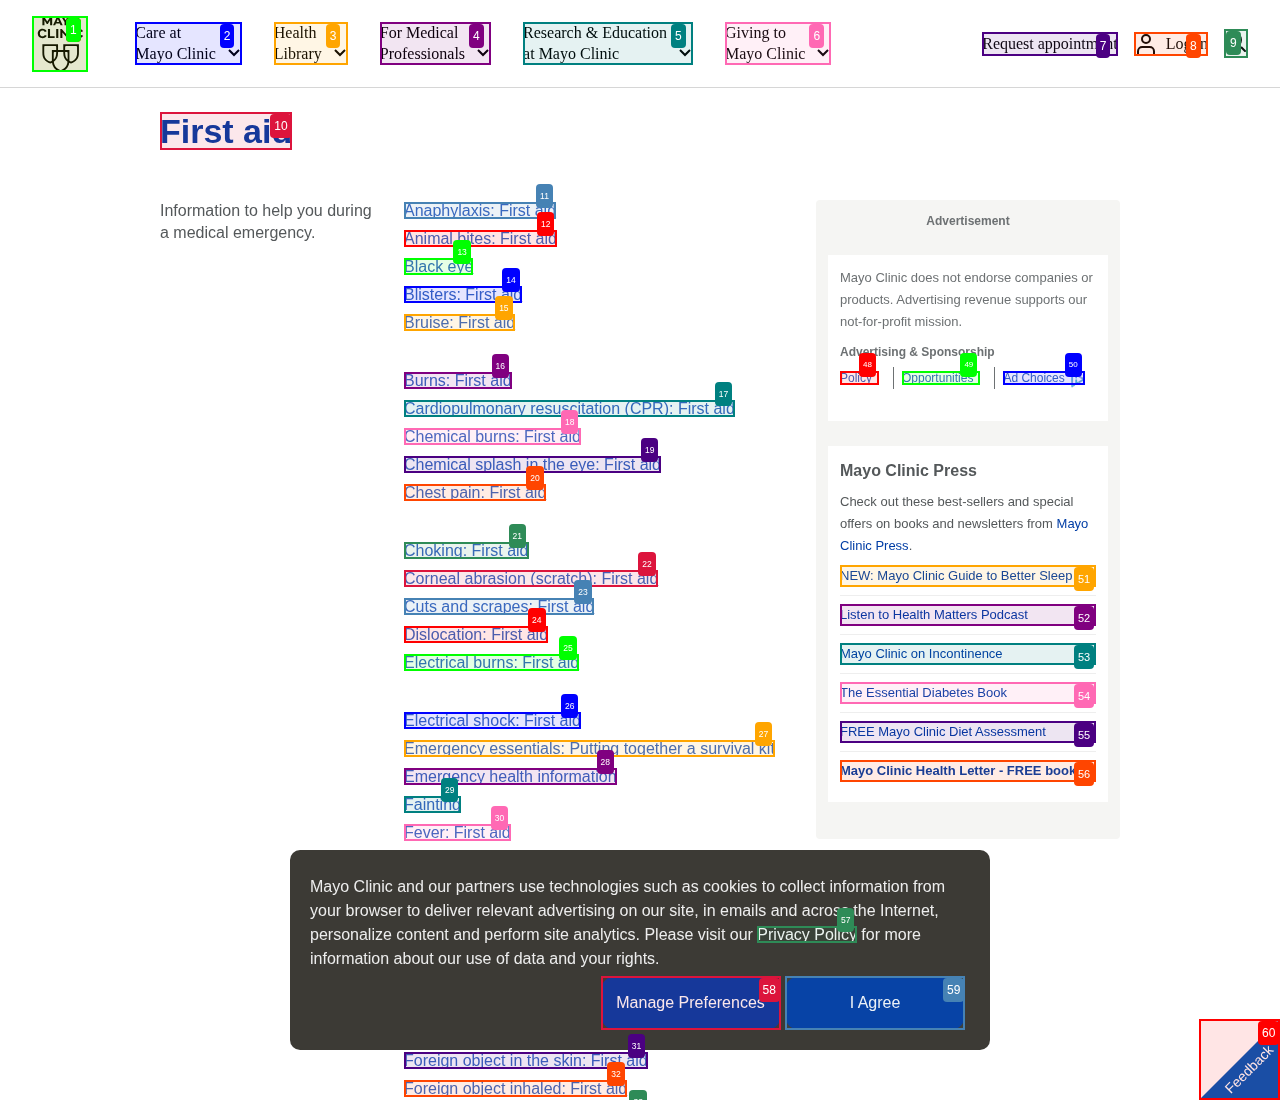 MAYO
CLINIC
1
Care at
Mayo Clinic
2
Health
Library
3
For Medical
Professionals
4
Research & Education
at Mayo Clinic
5
Giving to
Mayo Clinic
6
Request appointment
7
Log in
8
9
First aid
10
Information to help you during
a medical emergency.
11
Anaphylaxis: First aid
12
Animal bites: First aid
13
Black eye
14
Blisters: First aid
15
Bruise: First aid
16
Burns: First aid
17
Cardiopulmonary resuscitation (CPR): First aid
18
Chemical burns: First aid
19
Chemical splash in the eye: First aid
20
Chest pain: First aid
21
Choking: First aid
22
Corneal abrasion (scratch): First aid
23
Cuts and scrapes: First aid
24
Dislocation: First aid
25
Electrical burns: First aid
26
Electrical shock: First aid
27
Emergency essentials: Putting together a survival kit
28
Emergency health information
29
Fainting
30
Fever: First aid
Advertisement
Mayo Clinic does not endorse companies or
products. Advertising revenue supports our
not-for-profit mission.
Advertising & Sponsorship
48
Policy
49
Opportunities
50
Ad Choices
Mayo Clinic Press
Check out these best-sellers and special
offers on books and newsletters from Mayo
Clinic Press.
NEW: Mayo Clinic Guide to Better Sleep
51
Listen to Health Matters Podcast
52
Mayo Clinic on Incontinence
53
The Essential Diabetes Book
54
FREE Mayo Clinic Diet Assessment
55
Mayo Clinic Health Letter - FREE book
56
Mayo Clinic and our partners use technologies such as cookies to collect information from
your browser to deliver relevant advertising on our site, in emails and across the Internet,
personalize content and perform site analytics. Please visit our Privacy Policy for more
information about our use of data and your rights.
57
Manage Preferences
58
I Agree
59
31
Foreign object in the skin: First aid
32
Foreign object inhaled: First aid
Feedback
60